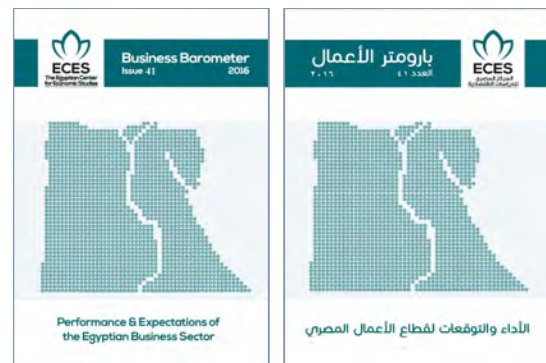 ECES
The Egyptian Center
for Economic Studies
Business Barometer
Issue 41 2016
Performance & Expectations of
the Egyptian Business Sector
بارومتر الأعمال
العدد ٤١ ٢٠١٦
ECES
المركز المصري
للدراسات الاقتصادية
الأداء والتوقعات لقطاع الأعمال المصري